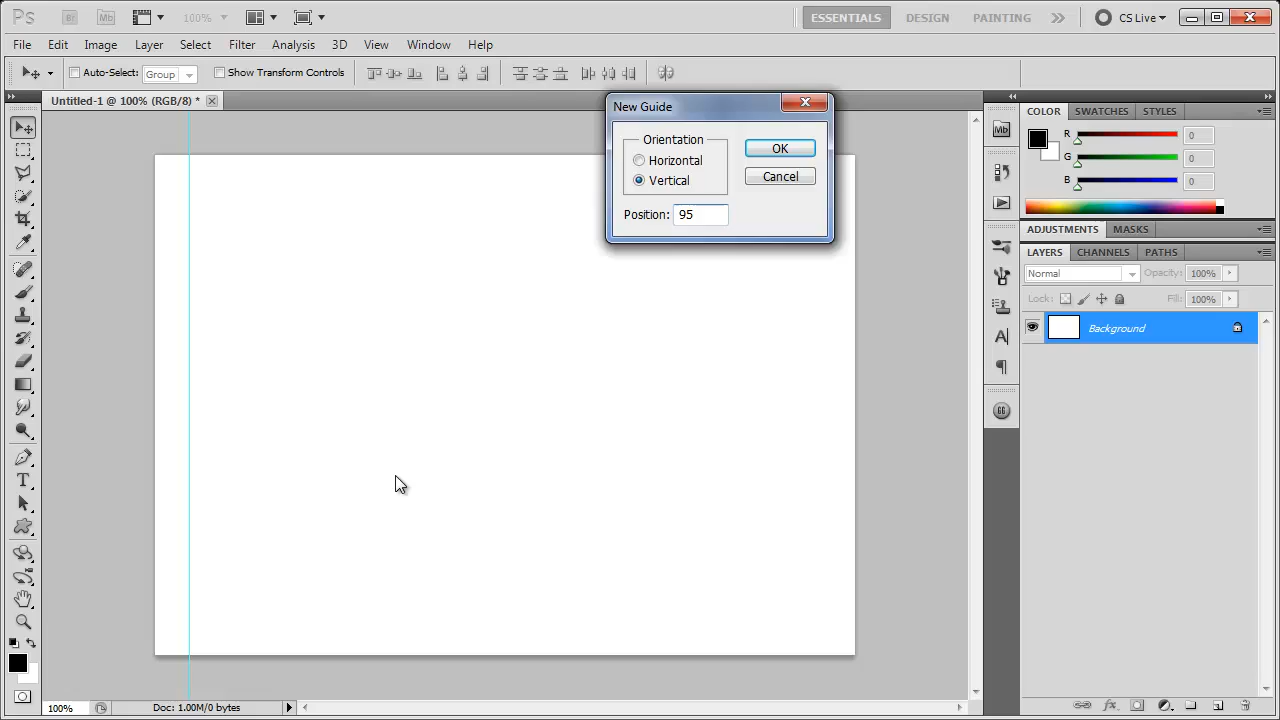 Ps Br Mb 100% ESSENTIALS DESIGN PAINTING CS Live
File Edit Image Layer Select Filter Analysis 3D View Window Help
Auto-Select: Group Show Transform Controls
Untitled-1 @ 100% (RGB/8) *
New Guide
Orientation
Horizontal
Vertical
OK
Cancel
Position: 95
Mb
COLOR SWATCHES STYLES
R 0
G 0
B 0
ADJUSTMENTS MASKS
LAYERS CHANNELS PATHS
Normal Opacity: 100%
Lock: Fill: 100%
Background
T
A
fx
100% Doc: 1.00M/0 bytes